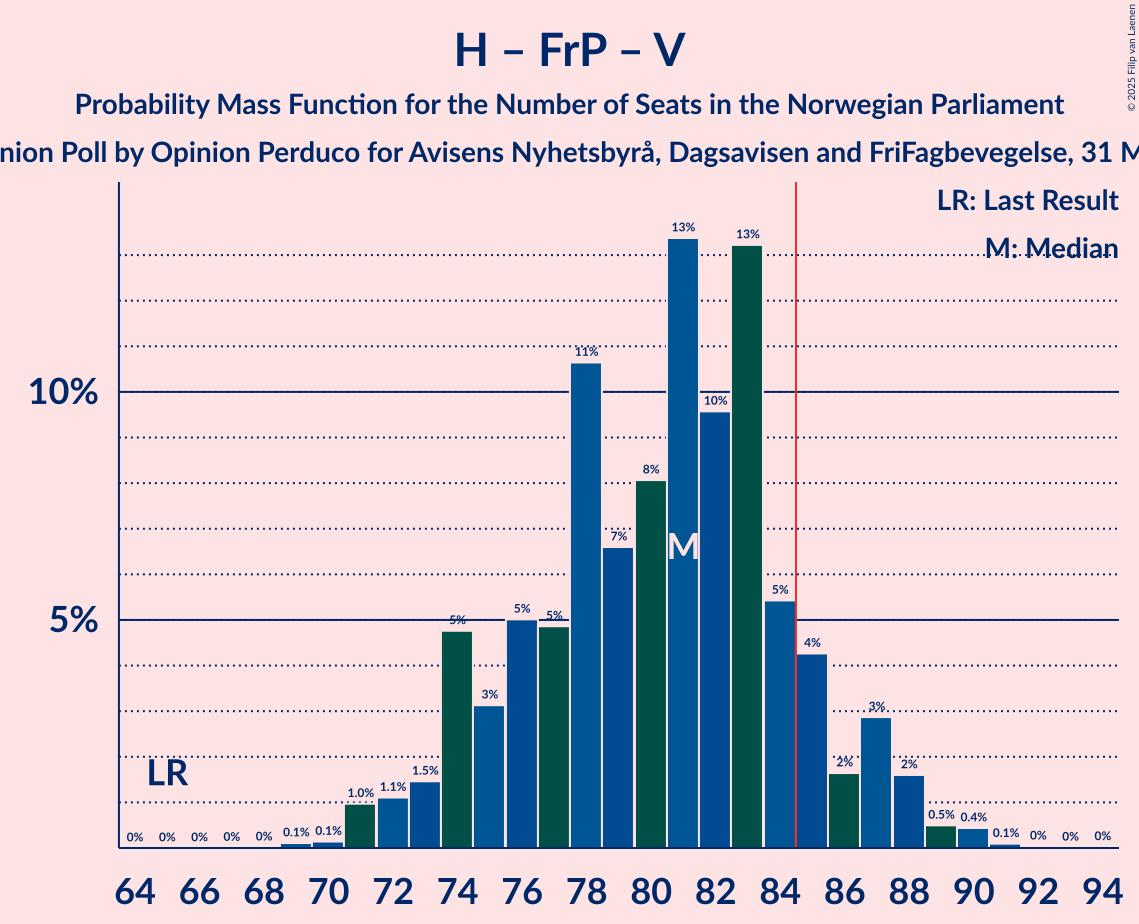 H – FrP – V
Probability Mass Function for the Number of Seats in the Norwegian Parliament
nion Poll by Opinion Perduco for Avisens Nyhetsbyrå, Dagsavisen and FriFagbevegelse, 31 M
© 2025 Filip van Laenen
LR: Last Result
M: Median
10%
5%
0% 0% 0% 0% 0% 0.1% 0.1% 1.0% 1.1% 1.5% 5% 3% 5% 5% 11% 7% 8% 13% 10% 13% 5% 4% 2% 3% 2% 0.5% 0.4% 0.1% 0% 0% 0%
LR
M
64 66 68 70 72 74 76 78 80 82 84 86 88 90 92 94